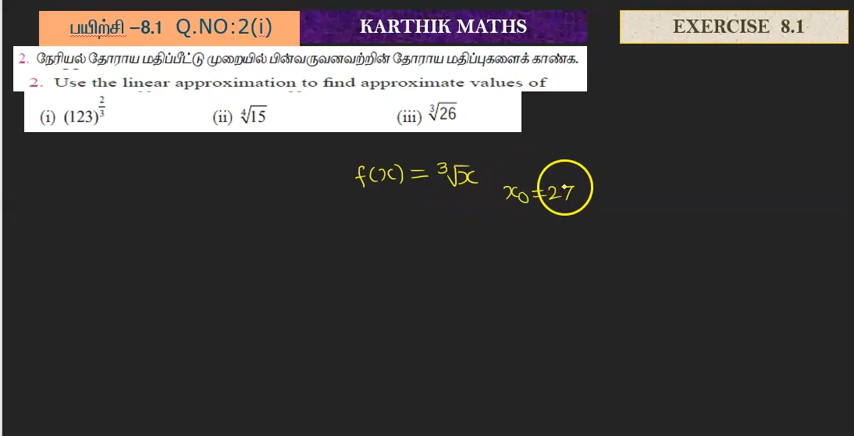 பயிற்சி –8.1 Q.NO:2(i)
KARTHIK MATHS
EXERCISE 8.1
2. நேரியல் தோராய மதிப்பீட்டு முறையில் பின்வருவனவற்றின் தோராய மதிப்புகளைக் காண்க.
2. Use the linear approximation to find approximate values of
(i) (123)^(2/3) (ii) ∜15 (iii) ∛26
f(x) = ∛x x₀ = 27